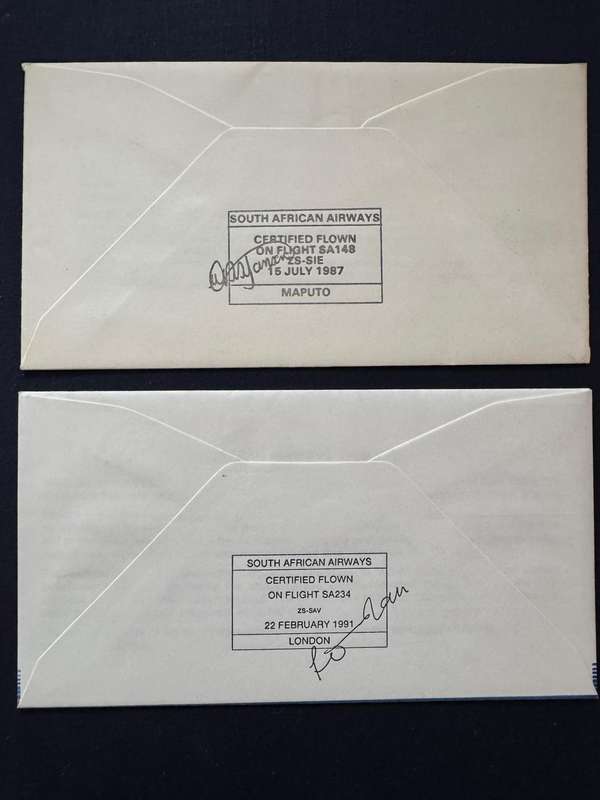 SOUTH AFRICAN AIRWAYS
CERTIFIED FLOWN
ON FLIGHT SA148
ZS-SIE
15 JULY 1987
MAPUTO
SOUTH AFRICAN AIRWAYS
CERTIFIED FLOWN
ON FLIGHT SA234
ZS-SAV
22 FEBRUARY 1991
LONDON